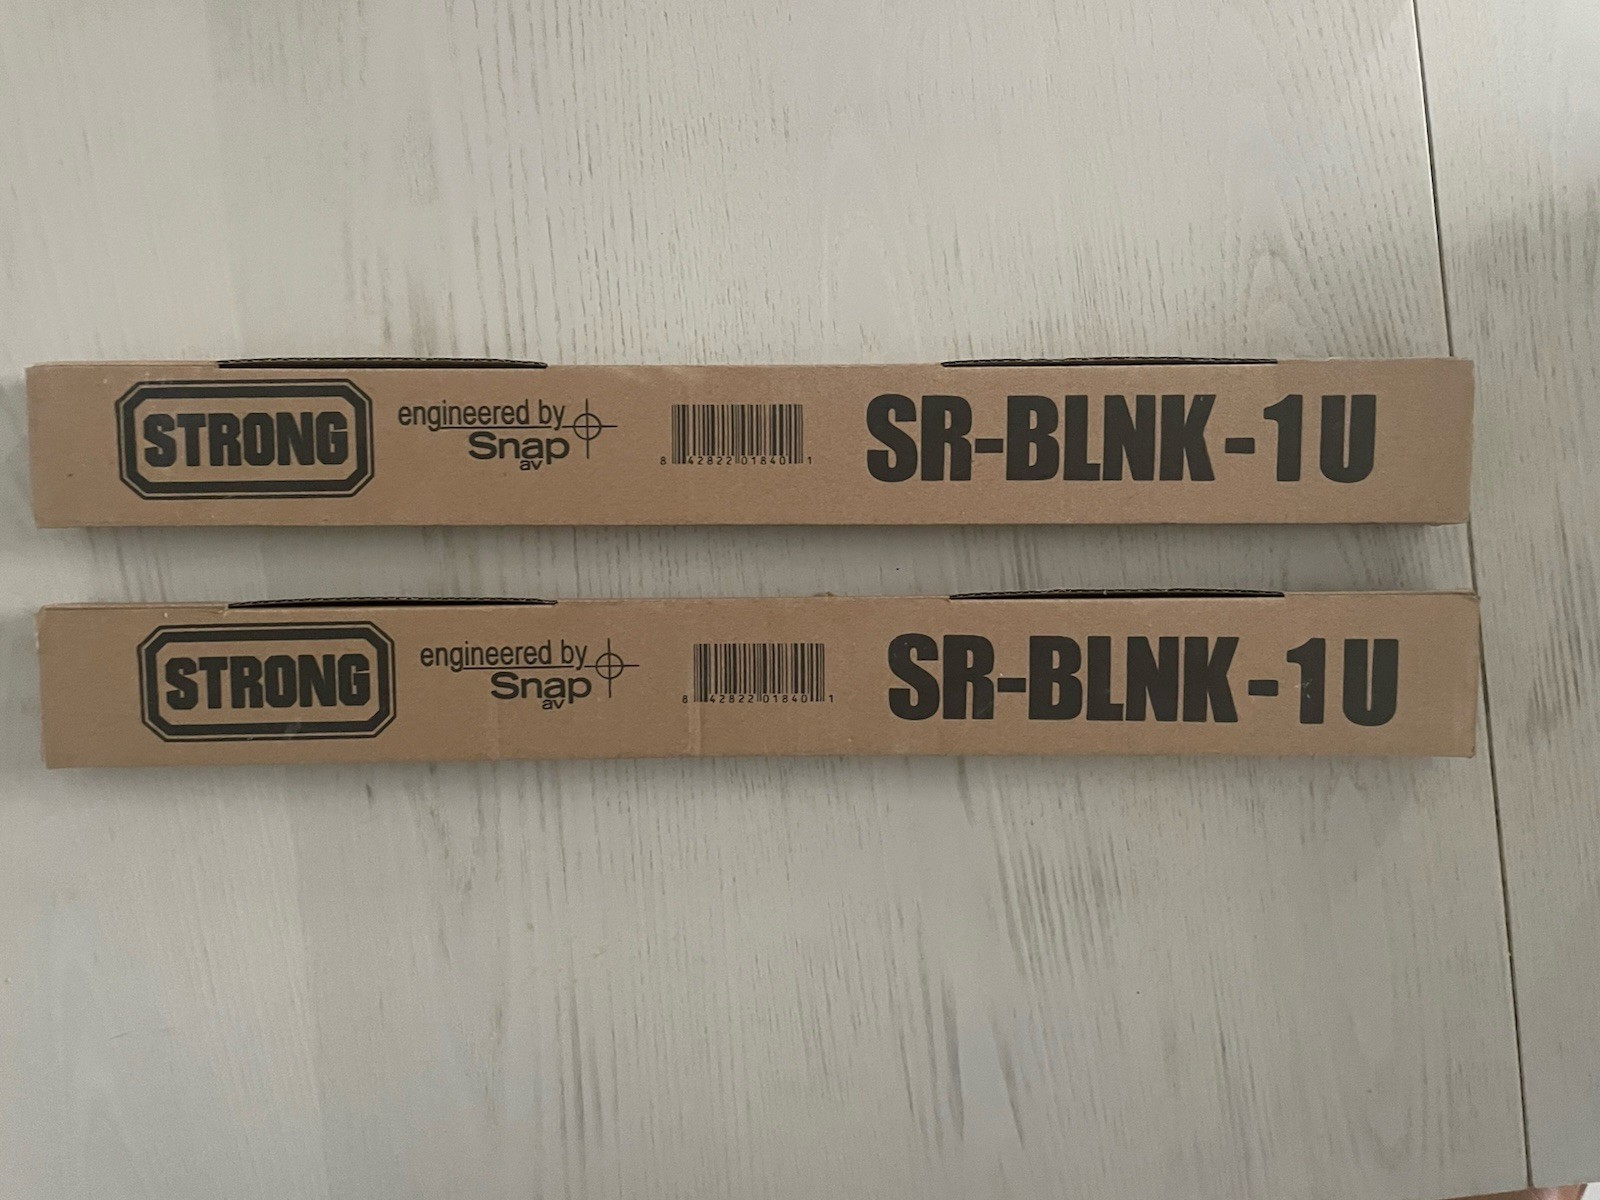 STRONG
engineered by
Snap
av
8 42822 01840 1
SR-BLNK-1U
STRONG
engineered by
Snap
av
8 42822 01840 1
SR-BLNK-1U